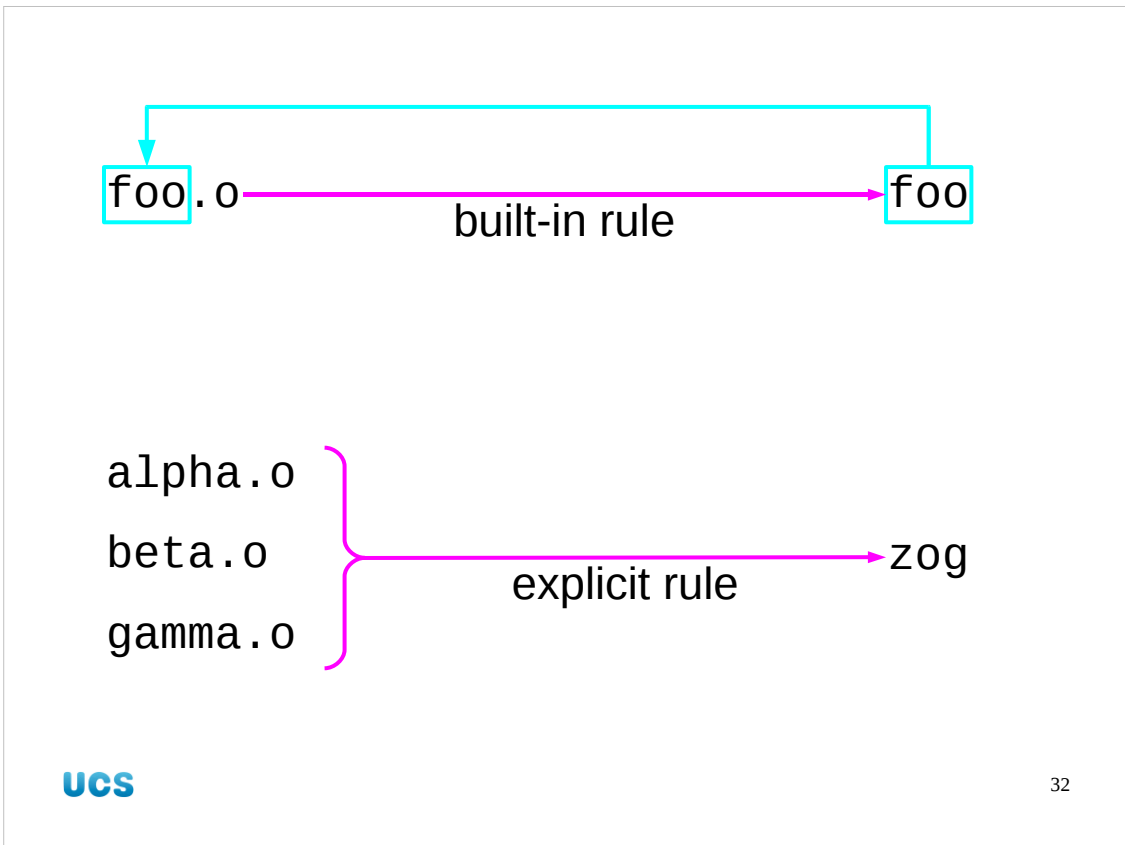 foo.o foo
built-in rule
alpha.o
beta.o zog
explicit rule
gamma.o
UCS 32